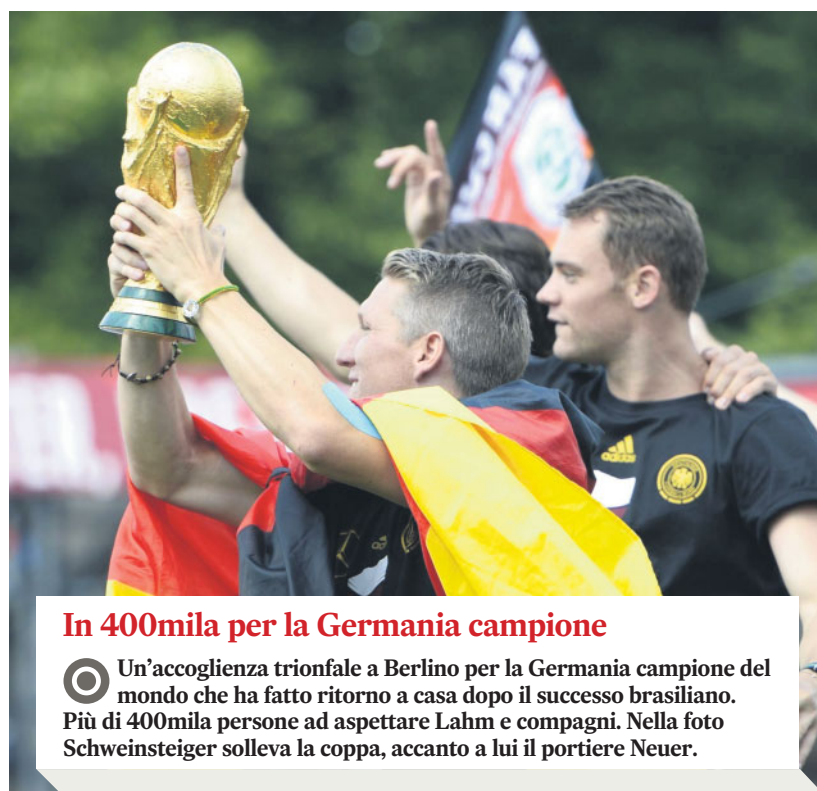 adidas
In 400mila per la Germania campione
Un'accoglienza trionfale a Berlino per la Germania campione del
mondo che ha fatto ritorno a casa dopo il successo brasiliano.
Più di 400mila persone ad aspettare Lahm e compagni. Nella foto
Schweinsteiger solleva la coppa, accanto a lui il portiere Neuer.